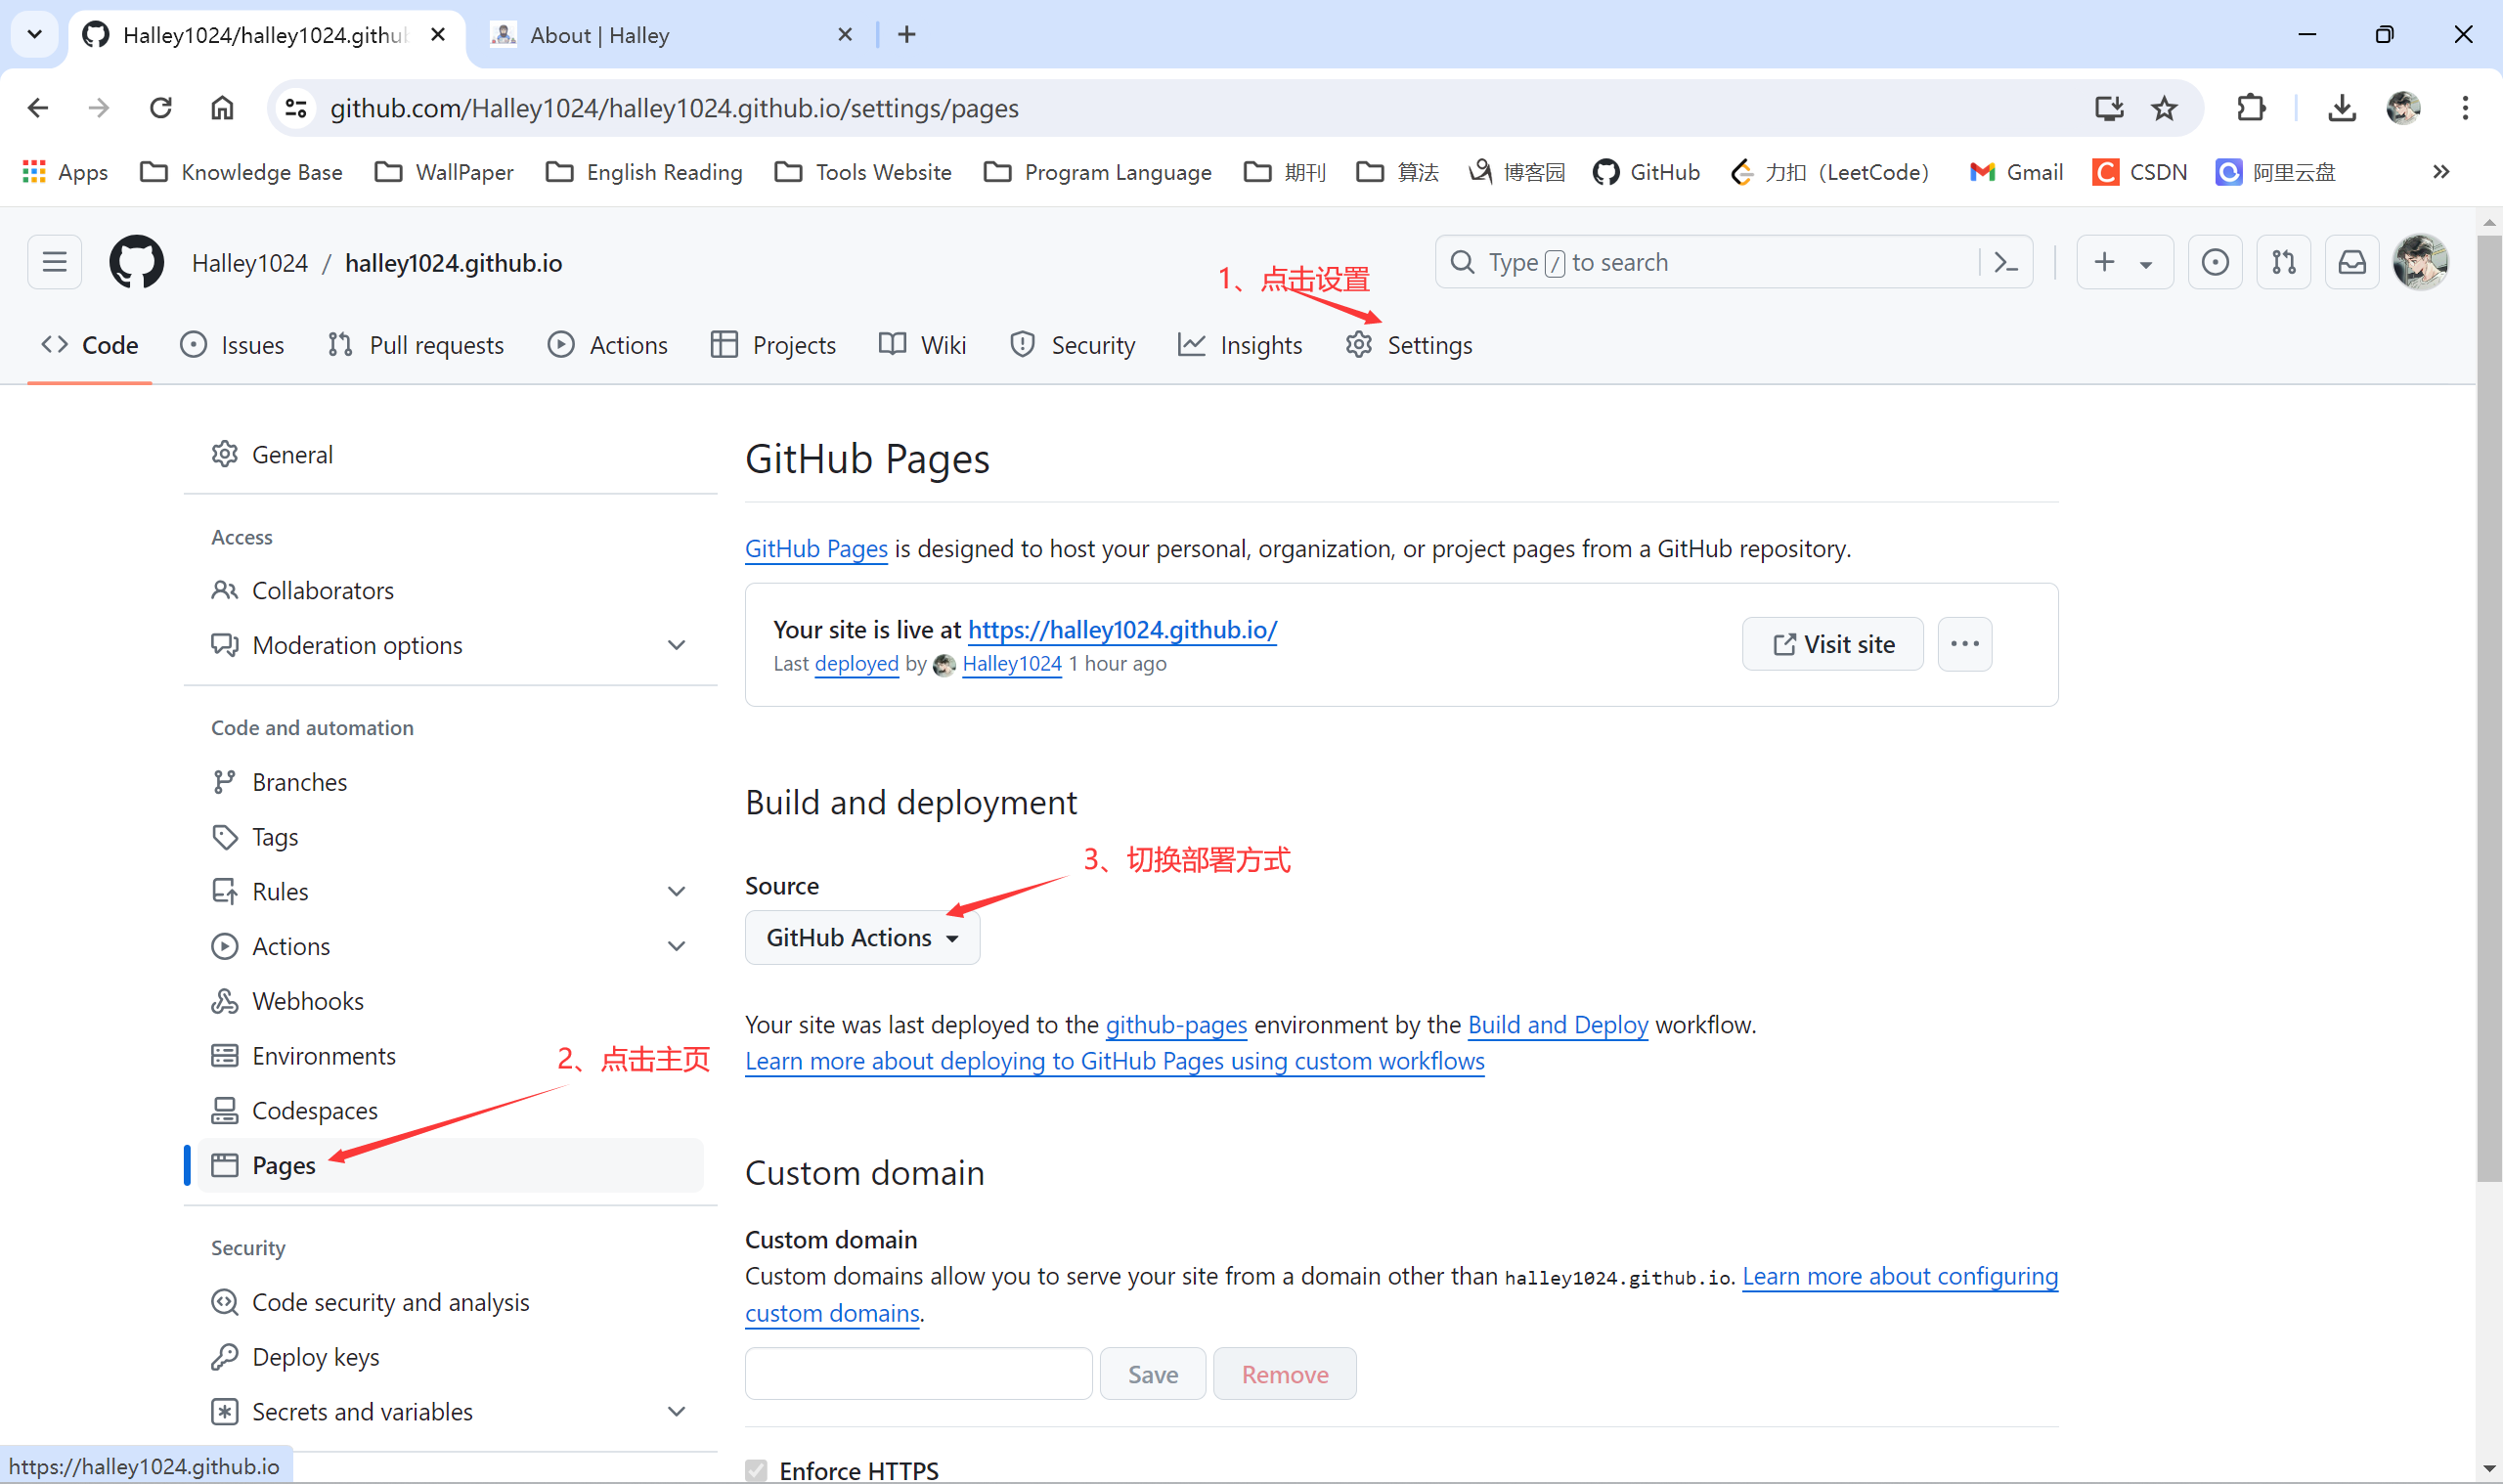 Halley1024/halley1024.githu
About | Halley
github.com/Halley1024/halley1024.github.io/settings/pages
Apps
Knowledge Base
WallPaper
English Reading
Tools Website
Program Language
期刊
算法
博客园
GitHub
力扣（LeetCode）
Gmail
CSDN
阿里云盘
Halley1024 / halley1024.github.io
Type / to search
1、点击设置
Code
Issues
Pull requests
Actions
Projects
Wiki
Security
Insights
Settings
General
Access
Collaborators
Moderation options
Code and automation
Branches
Tags
Rules
Actions
Webhooks
Environments
2、点击主页
Codespaces
Pages
Security
Code security and analysis
Deploy keys
Secrets and variables
https://halley1024.github.io
GitHub Pages
GitHub Pages is designed to host your personal, organization, or project pages from a GitHub repository.
Your site is live at https://halley1024.github.io/
Last deployed by Halley1024 1 hour ago
Visit site
Build and deployment
3、切换部署方式
Source
GitHub Actions
Your site was last deployed to the github-pages environment by the Build and Deploy workflow.
Learn more about deploying to GitHub Pages using custom workflows
Custom domain
Custom domain
Custom domains allow you to serve your site from a domain other than halley1024.github.io. Learn more about configuring
custom domains.
Save
Remove
Enforce HTTPS